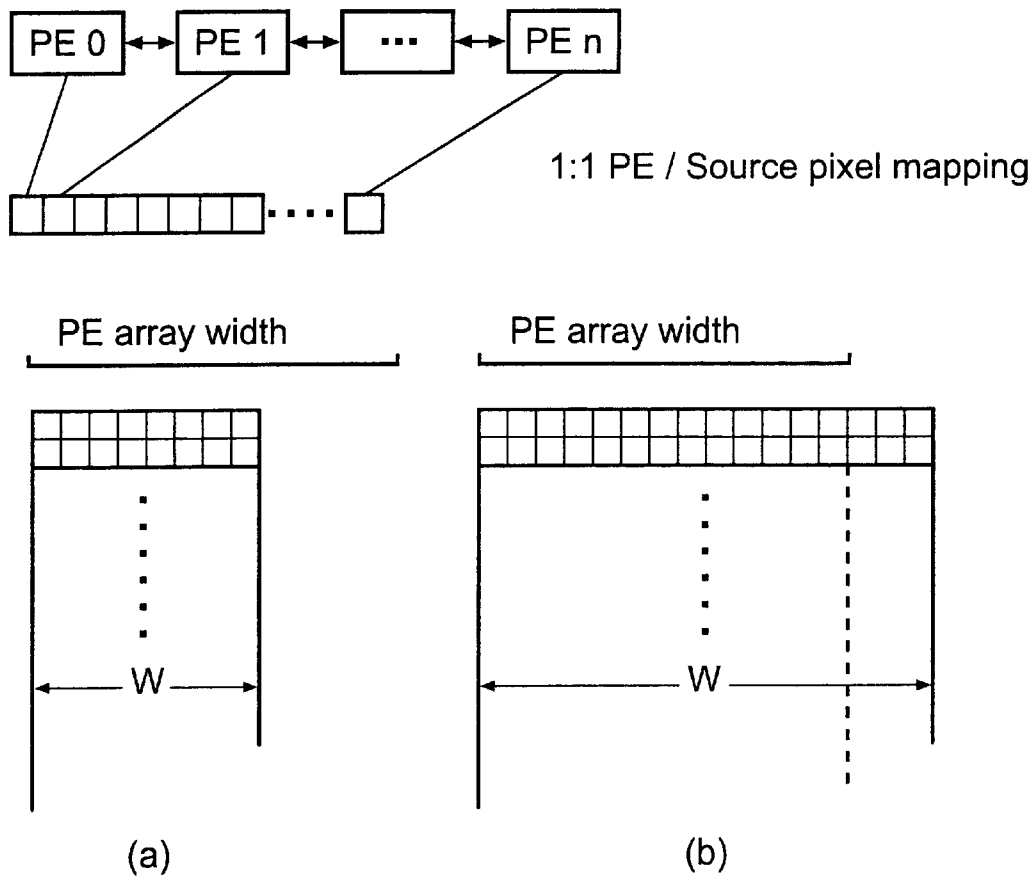 PE 0 PE 1 ... PE n
1:1 PE / Source pixel mapping
PE array width PE array width
W W
(a) (b)